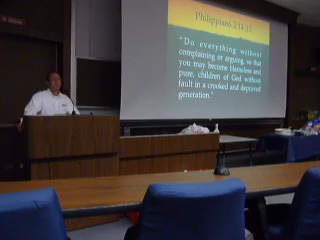 Philippians 2:14-15
"Do everything without
complaining or arguing, so that
you may become blameless and
pure, children of God without
fault in a crooked and depraved
generation."